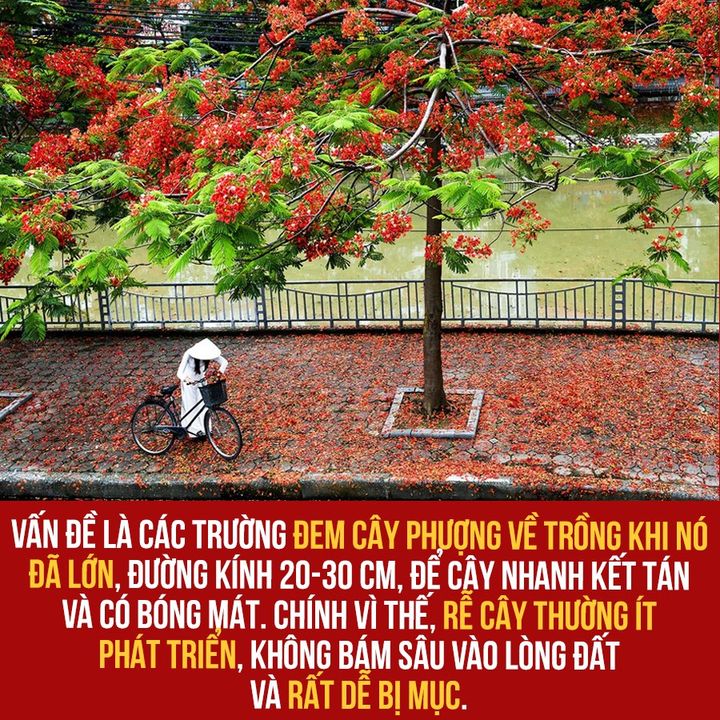 VẤN ĐỀ LÀ CÁC TRƯỜNG ĐEM CÂY PHƯỢNG VỀ TRỒNG KHI NÓ
ĐÃ LỚN, ĐƯỜNG KÍNH 20-30 CM, ĐỂ CÂY NHANH KẾT TÁN
VÀ CÓ BÓNG MÁT. CHÍNH VÌ THẾ, RỄ CÂY THƯỜNG ÍT
PHÁT TRIỂN, KHÔNG BÁM SÂU VÀO LÒNG ĐẤT
VÀ RẤT DỄ BỊ MỤC.